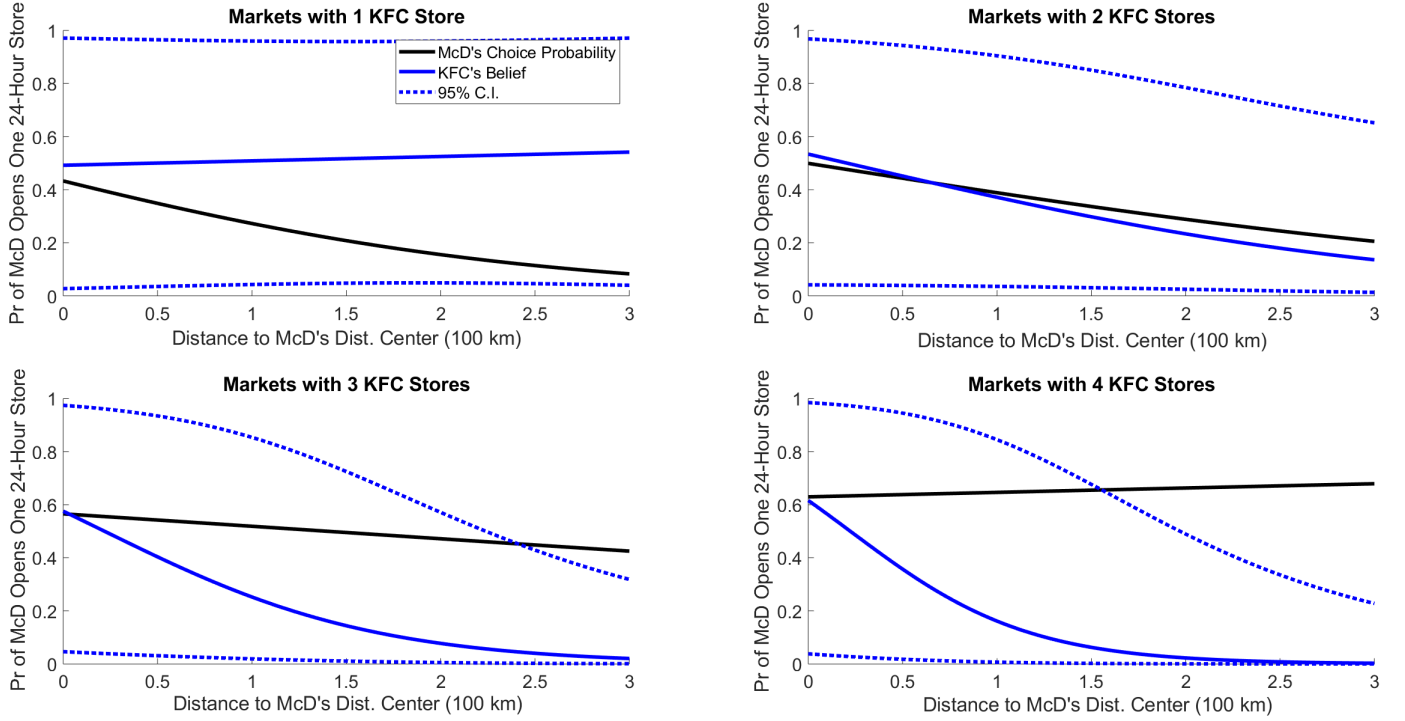 Markets with 1 KFC Store
Pr of McD Opens One 24-Hour Store
1
0.8
0.6
0.4
0.2
0
McD's Choice Probability
KFC's Belief
95% C.I.
0 0.5 1 1.5 2 2.5 3
Distance to McD's Dist. Center (100 km)
Markets with 2 KFC Stores
Pr of McD Opens One 24-Hour Store
1
0.8
0.6
0.4
0.2
0
0 0.5 1 1.5 2 2.5 3
Distance to McD's Dist. Center (100 km)
Markets with 3 KFC Stores
Pr of McD Opens One 24-Hour Store
1
0.8
0.6
0.4
0.2
0
0 0.5 1 1.5 2 2.5 3
Distance to McD's Dist. Center (100 km)
Markets with 4 KFC Stores
Pr of McD Opens One 24-Hour Store
1
0.8
0.6
0.4
0.2
0
0 0.5 1 1.5 2 2.5 3
Distance to McD's Dist. Center (100 km)